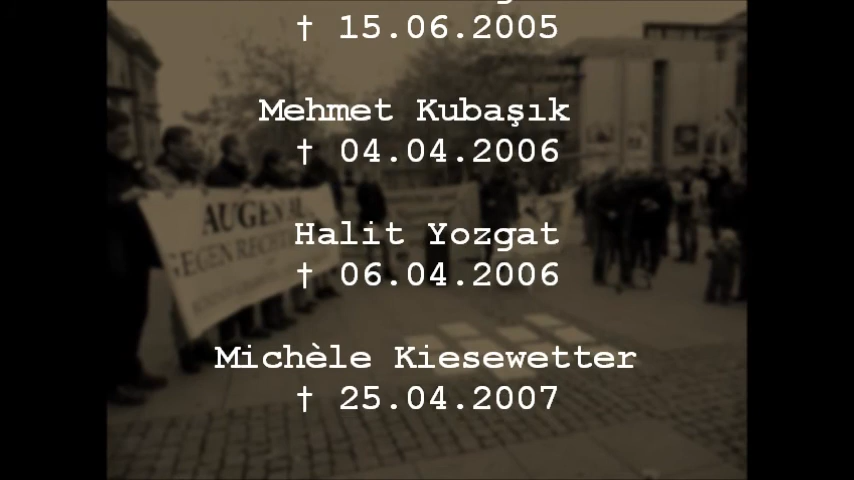 † 15.06.2005
Mehmet Kubaşık
† 04.04.2006
Halit Yozgat
† 06.04.2006
Michèle Kiesewetter
† 25.04.2007
AUGEN
GEGEN